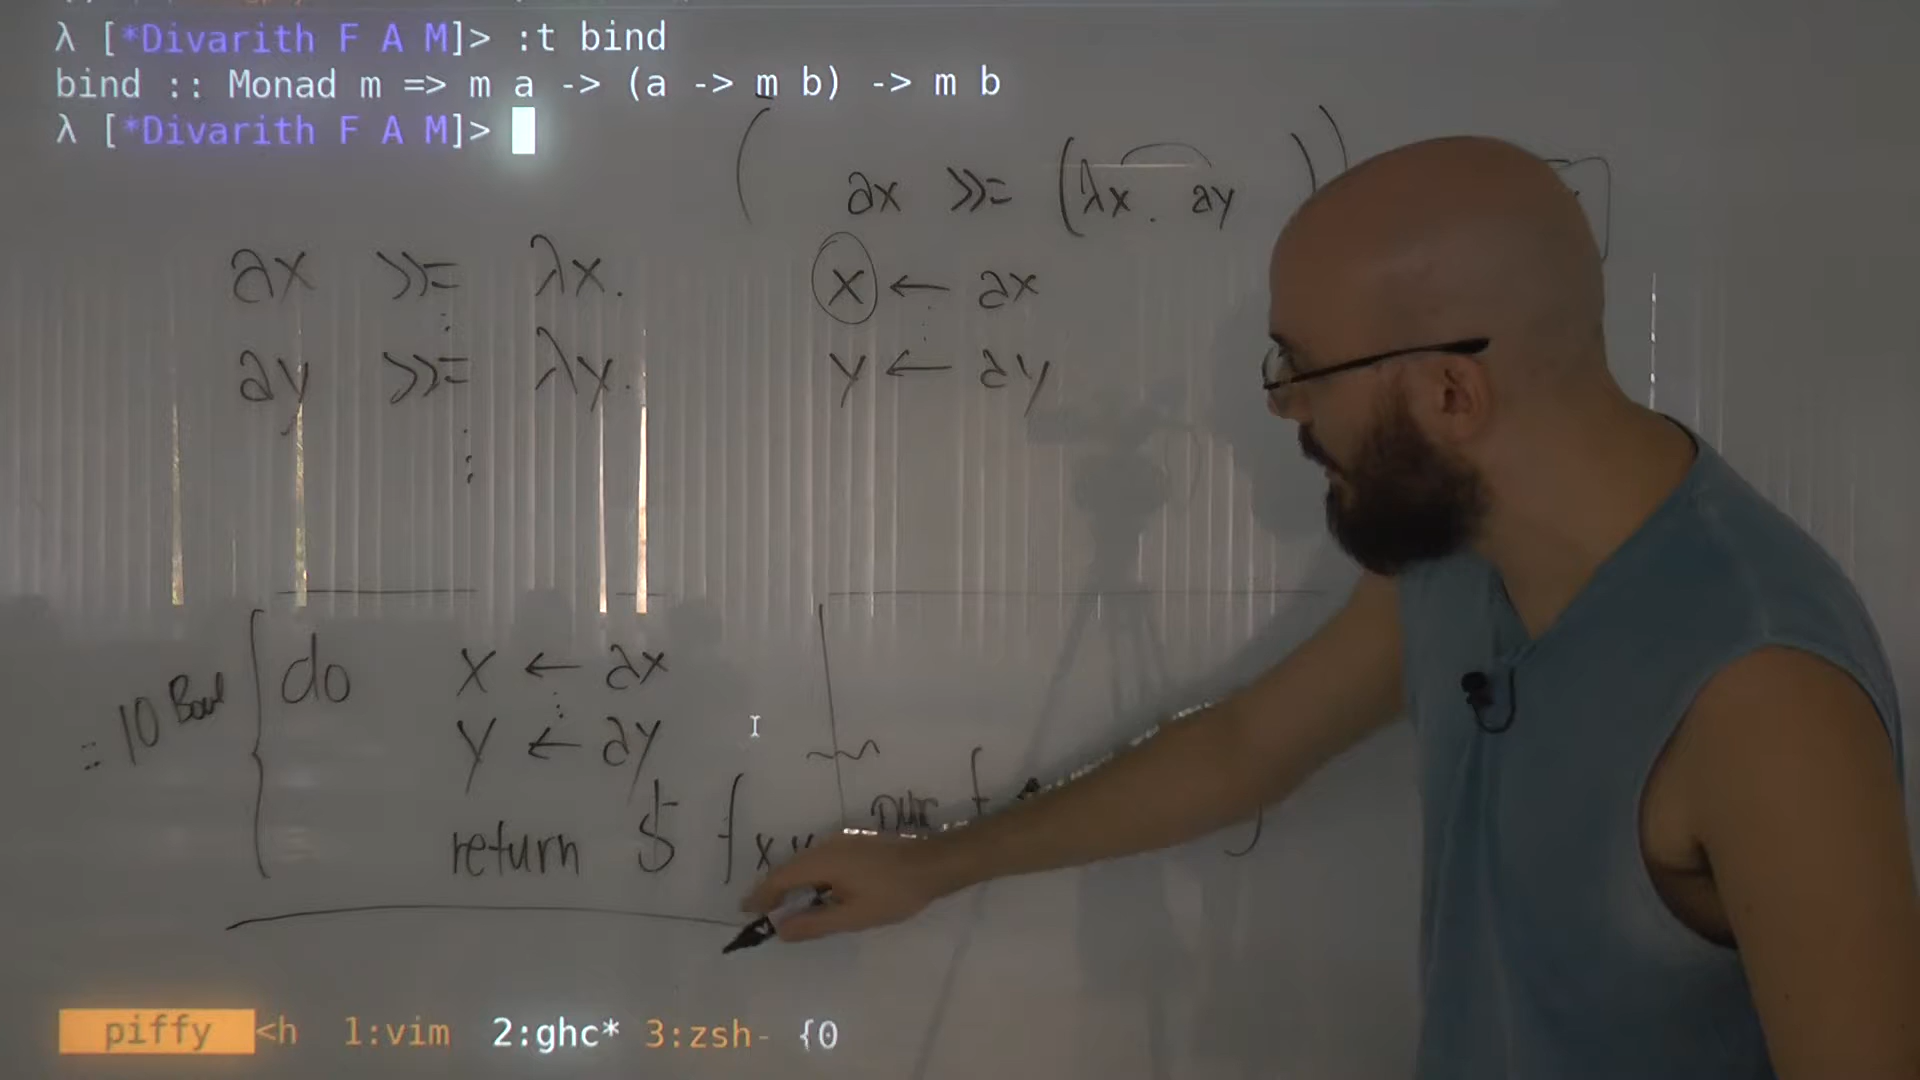 λ [*Divarith F A M]> :t bind
bind :: Monad m => m a -> (a -> m b) -> m b
λ [*Divarith F A M]>
( ax >>= (λx. ay ))
ax >>= λx.
ay >>= λy.
x ← ax
y ← ay
:: IO Bool { do x ← ax
y ← ay
return $ f x y
pure f
piffy <h 1:vim 2:ghc* 3:zsh- {0